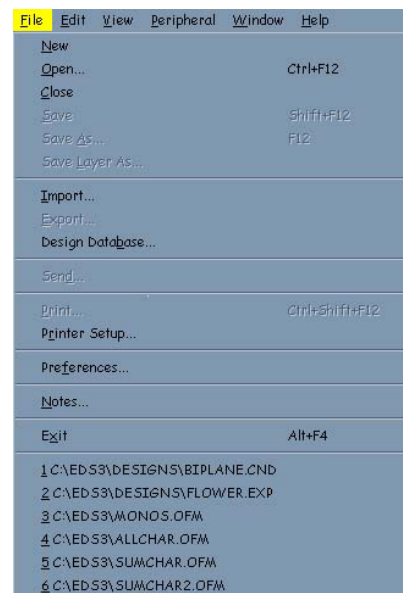 File Edit View Peripheral Window Help
New
Open... Ctrl+F12
Close
Save Shift+F12
Save As... F12
Save Layer As...
Import...
Export...
Design Database...
Send...
Print... Ctrl+Shift+F12
Printer Setup...
Preferences...
Notes...
Exit Alt+F4
1 C:\EDS3\DESIGNS\BIPLANE.CND
2 C:\EDS3\DESIGNS\FLOWER.EXP
3 C:\EDS3\MONOS.OFM
4 C:\EDS3\ALLCHAR.OFM
5 C:\EDS3\SUMCHAR.OFM
6 C:\EDS3\SUMCHAR2.OFM